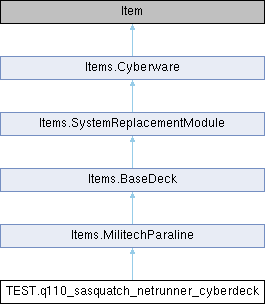 Item
Items.Cyberware
Items.SystemReplacementModule
Items.BaseDeck
Items.MilitechParaline
TEST.q110_sasquatch_netrunner_cyberdeck